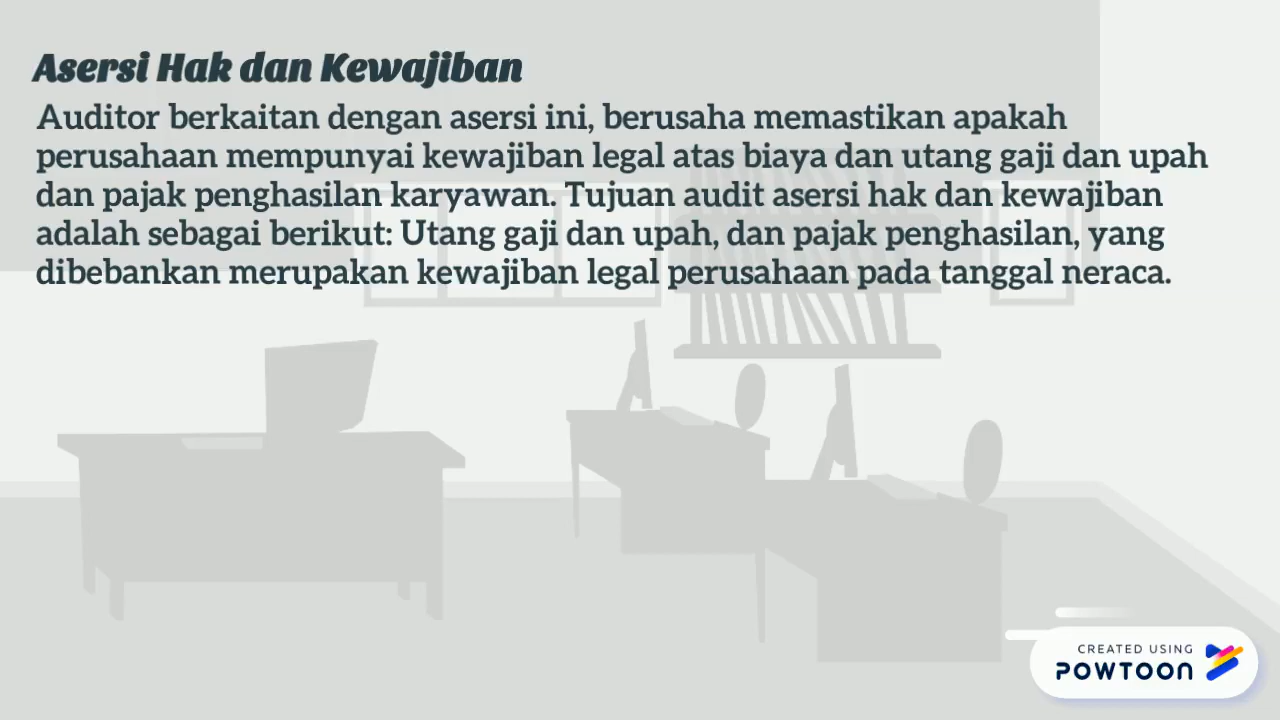 Asersi Hak dan Kewajiban
Auditor berkaitan dengan asersi ini, berusaha memastikan apakah
perusahaan mempunyai kewajiban legal atas biaya dan utang gaji dan upah
dan pajak penghasilan karyawan. Tujuan audit asersi hak dan kewajiban
adalah sebagai berikut: Utang gaji dan upah, dan pajak penghasilan, yang
dibebankan merupakan kewajiban legal perusahaan pada tanggal neraca.
CREATED USING
POWTOON